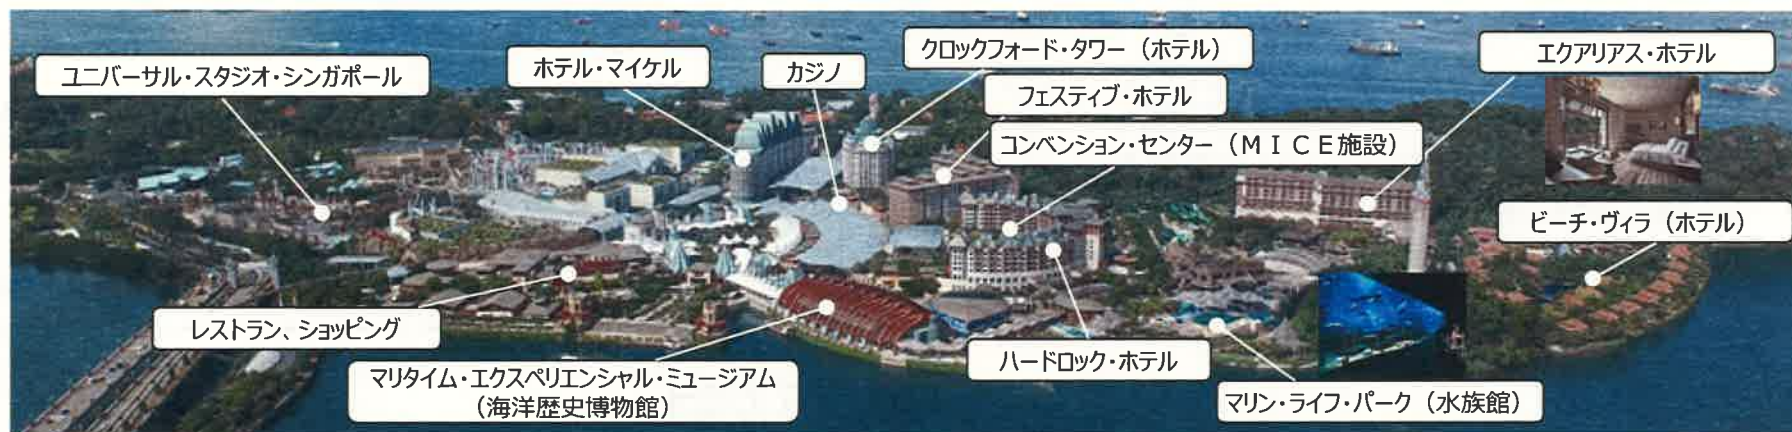 ユニバーサル・スタジオ・シンガポール
ホテル・マイケル
カジノ
クロックフォード・タワー（ホテル）
フェスティブ・ホテル
コンベンション・センター（ＭＩＣＥ施設）
エクアリアス・ホテル
ビーチ・ヴィラ（ホテル）
レストラン、ショッピング
マリタイム・エクスペリエンシャル・ミュージアム
（海洋歴史博物館）
ハードロック・ホテル
マリン・ライフ・パーク（水族館）